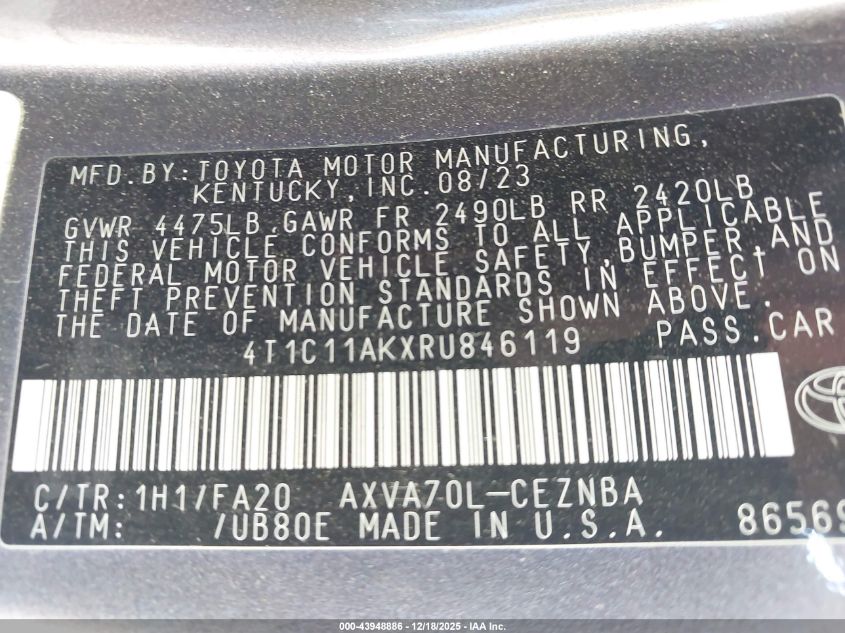 MFD.BY:TOYOTA MOTOR MANUFACTURING,
KENTUCKY,INC.08/23
GVWR 4475LB.GAWR FR 2490LB RR 2420LB
THIS VEHICLE CONFORMS TO ALL APPLICABLE
FEDERAL MOTOR VEHICLE SAFETY,BUMPER,AND
THEFT PREVENTION STANDARDS IN EFFECT ON
THE DATE OF MANUFACTURE SHOWN ABOVE.
4T1C11AKXRU846119 PASS.CAR
C/TR:1H1/FA20 AXVA70L-CEZNBA
A/TM: /UB80E MADE IN U.S.A. 86569
000-43948886 - 12/18/2025 - IAA Inc.